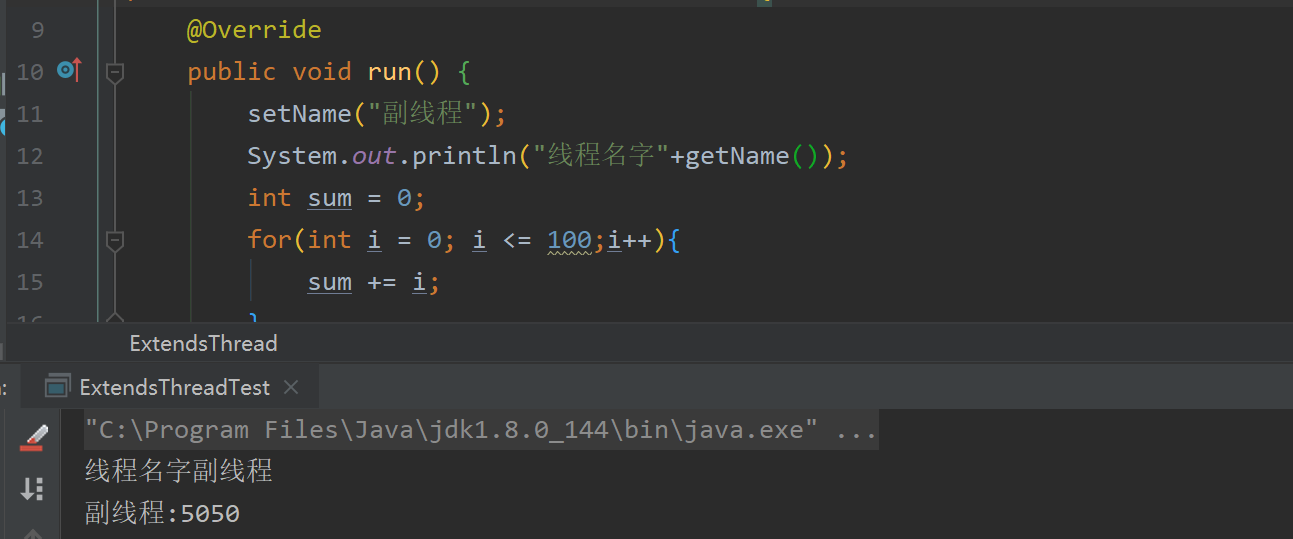 9 @Override
10 public void run() {
11 setName("副线程");
12 System.out.println("线程名字"+getName());
13 int sum = 0;
14 for(int i = 0; i <= 100;i++){
15 sum += i;
16 }
ExtendsThread
: ExtendsThreadTest ×
"C:\Program Files\Java\jdk1.8.0_144\bin\java.exe" ...
线程名字副线程
副线程:5050